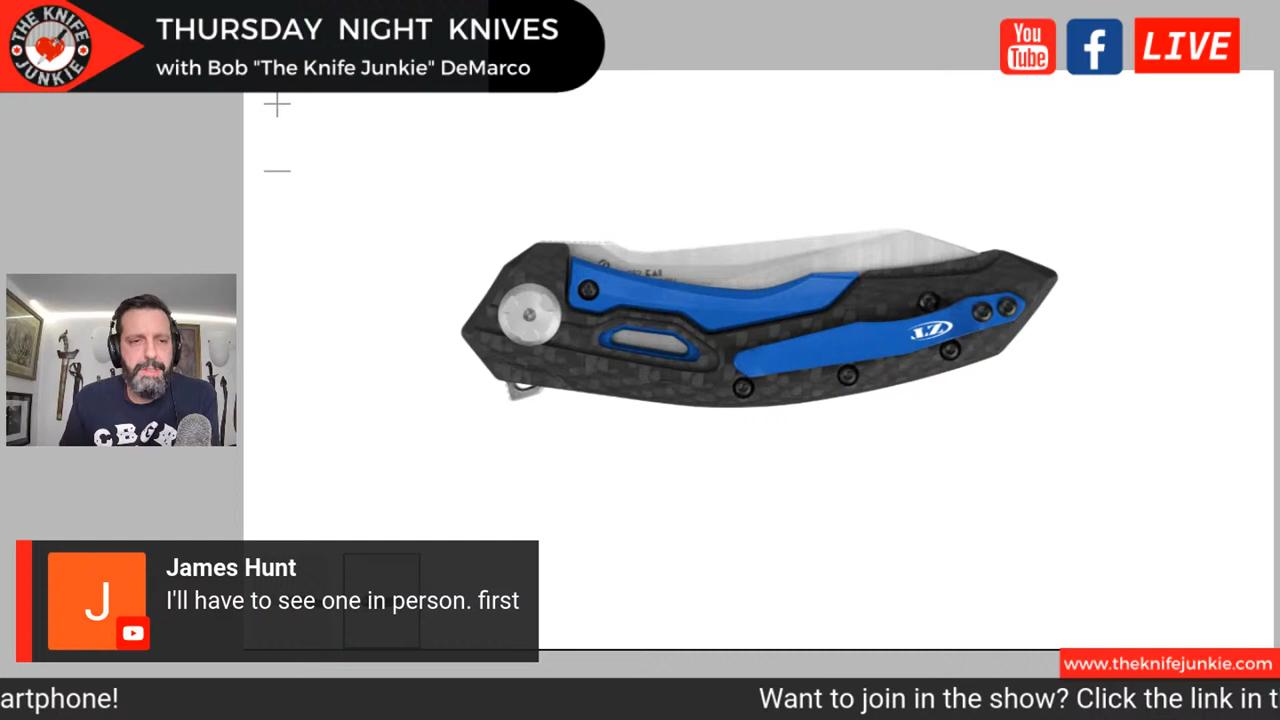 THE KNIFE
JUNKIE
THURSDAY NIGHT KNIVES
with Bob "The Knife Junkie" DeMarco
You
Tube
f
LIVE
ZT
CBOB
James Hunt
J
I'll have to see one in person. first
www.theknifejunkie.com
artphone!
Want to join in the show? Click the link in t